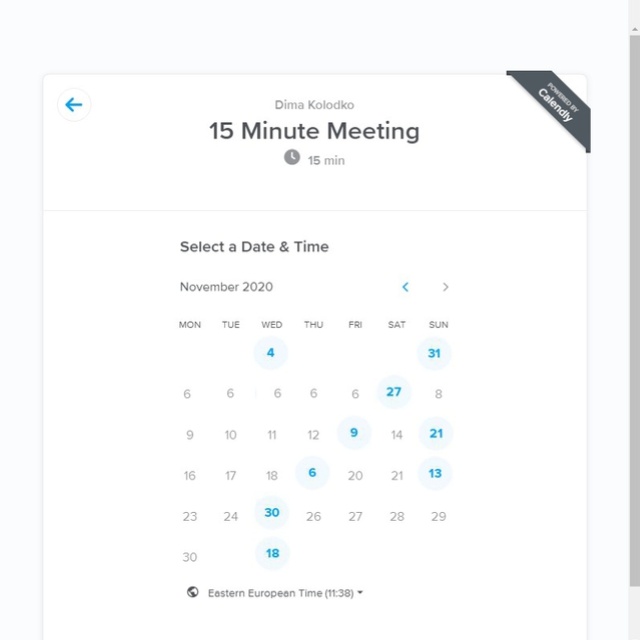 POWERED BY
Calendly
Dima Kolodko
15 Minute Meeting
15 min
Select a Date & Time
November 2020
MON TUE WED THU FRI SAT SUN
4 31
6 6 6 6 6 27 8
9 10 11 12 9 14 21
16 17 18 6 20 21 13
23 24 30 26 27 28 29
30 18
Eastern European Time (11:38)